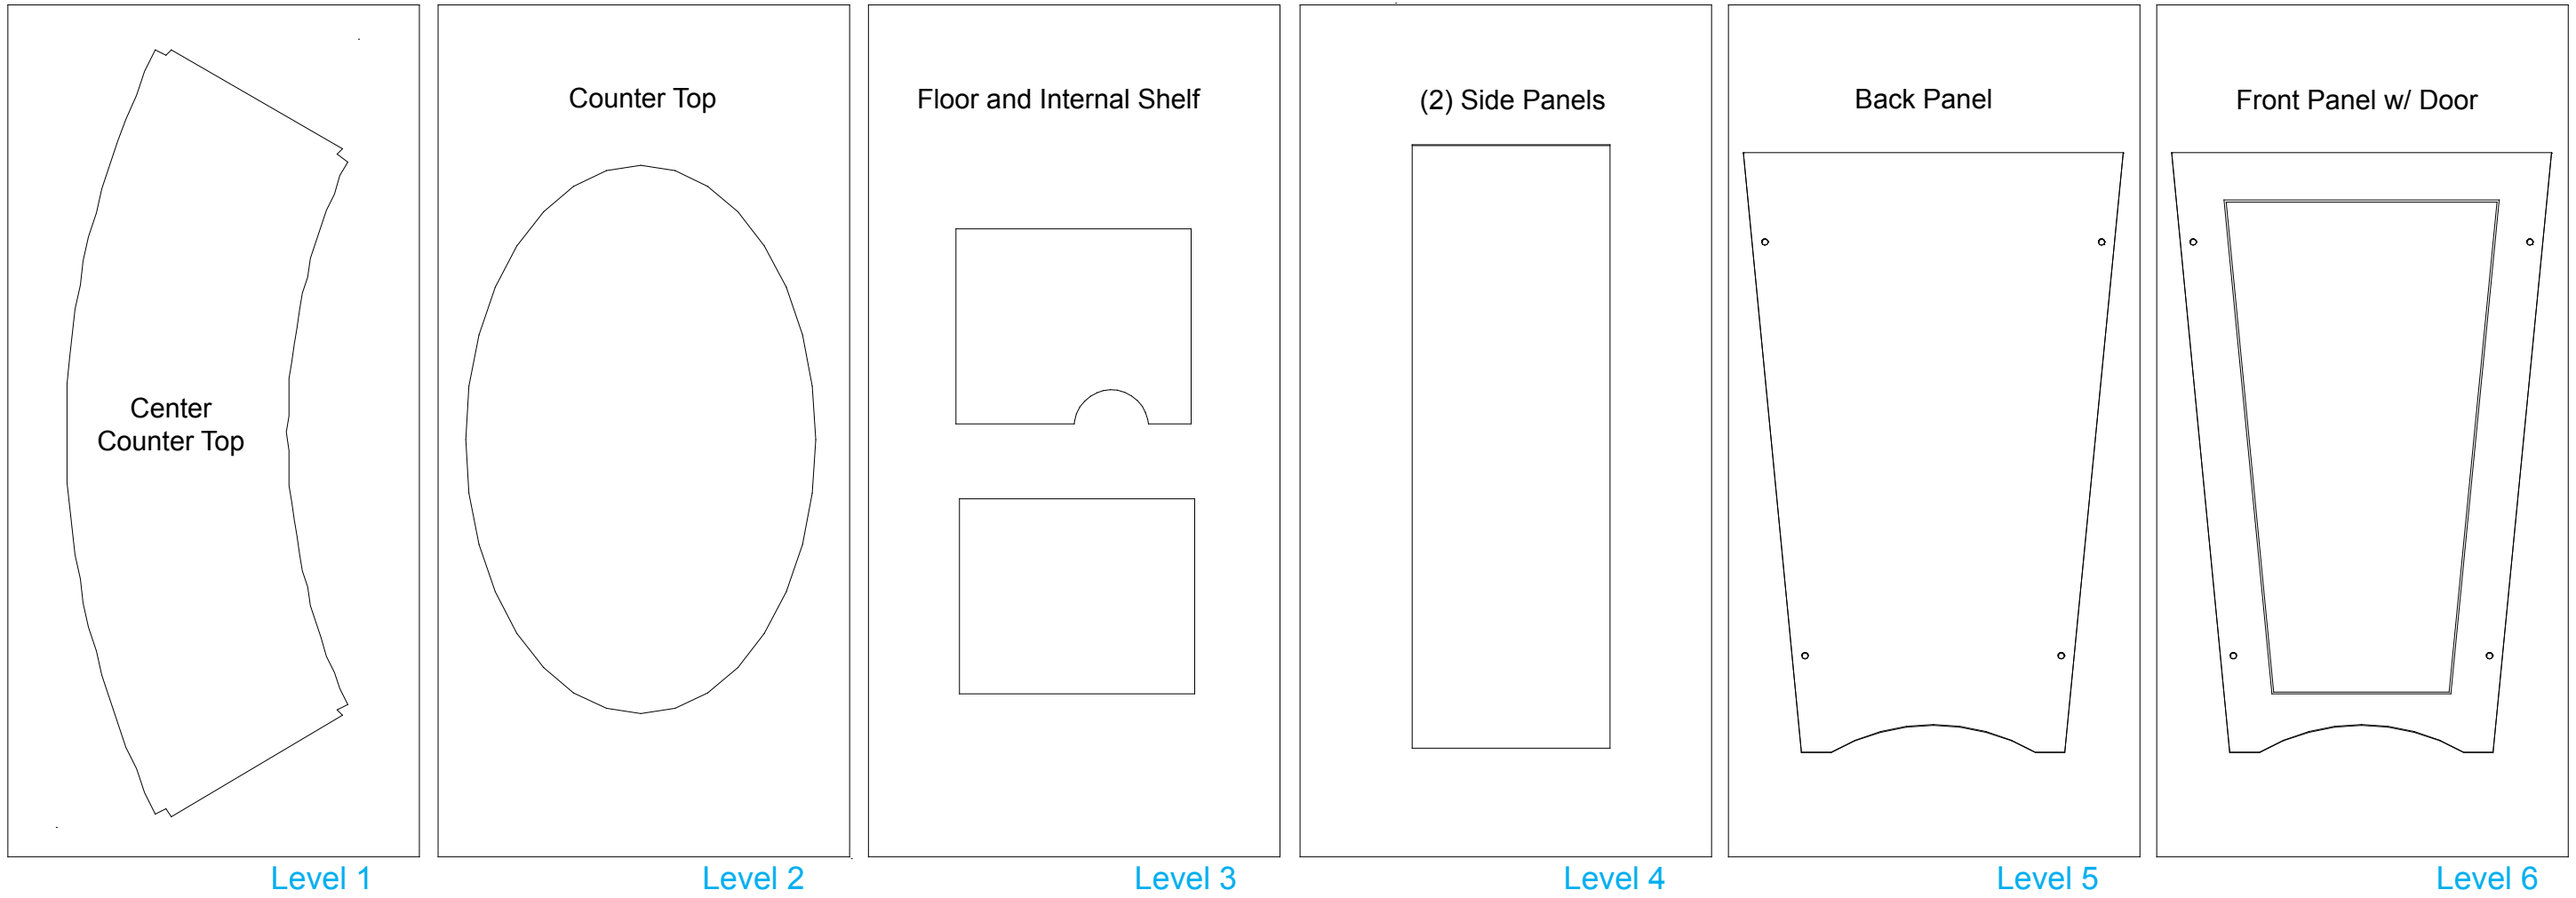 Center
Counter Top
Level 1
Counter Top
Level 2
Floor and Internal Shelf
Level 3
(2) Side Panels
Level 4
Back Panel
Level 5
Front Panel w/ Door
Level 6